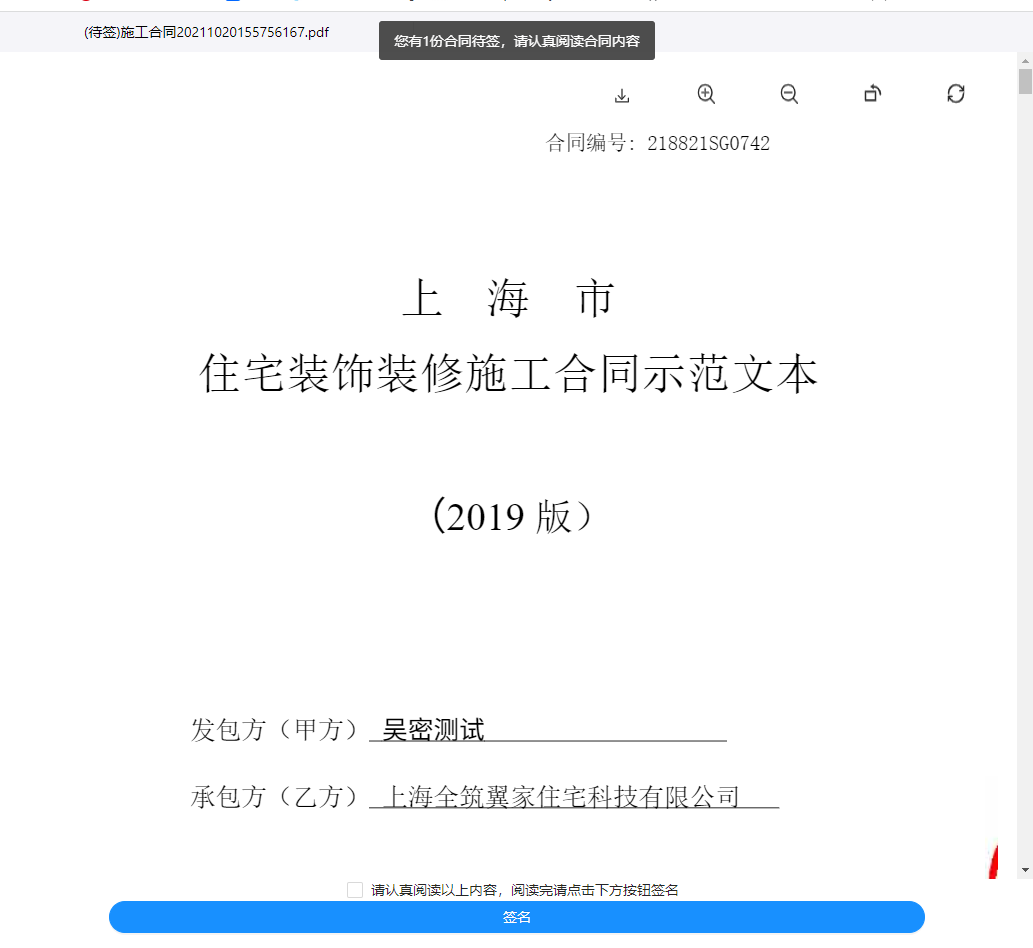 (待签)施工合同20211020155756167.pdf
您有1份合同待签，请认真阅读合同内容
合同编号：218821SG0742
上 海 市
住宅装饰装修施工合同示范文本
（2019 版）
发包方（甲方） 吴密测试
承包方（乙方） 上海全筑翼家住宅科技有限公司
请认真阅读以上内容，阅读完请点击下方按钮签名
签名